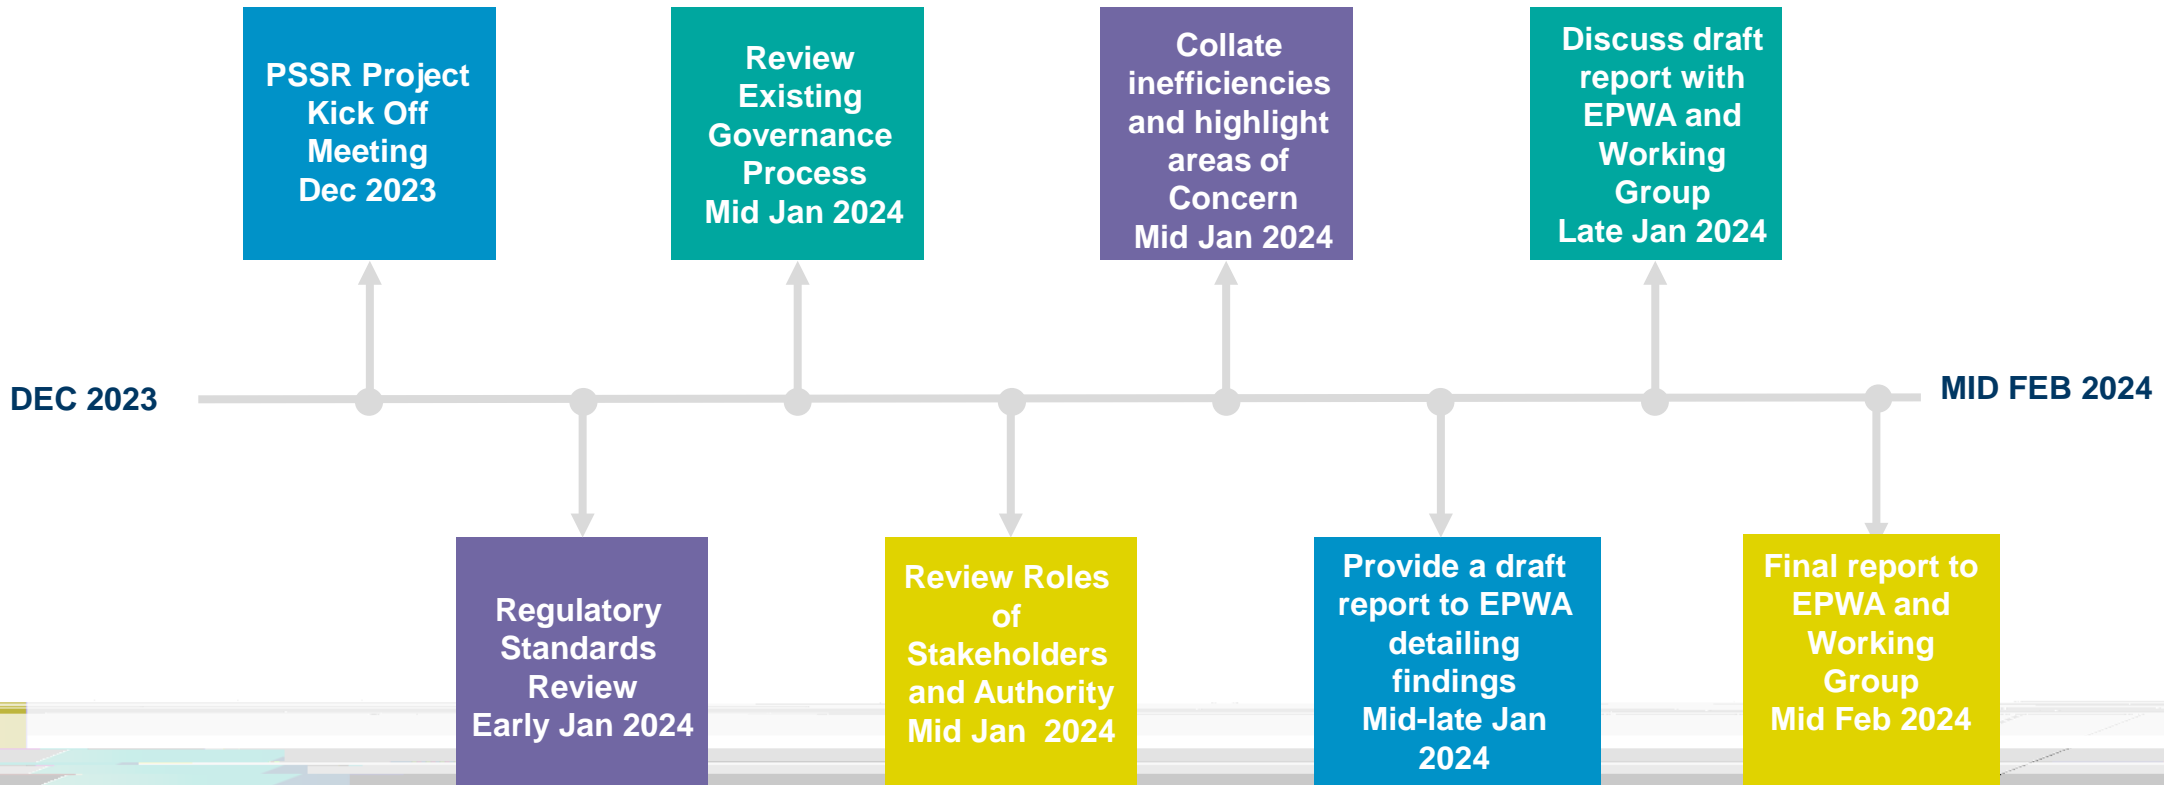 PSSR Project
Kick Off
Meeting
Dec 2023
Review
Existing
Governance
Process
Mid Jan 2024
Collate
inefficiencies
and highlight
areas of
Concern
Mid Jan 2024
Discuss draft
report with
EPWA and
Working
Group
Late Jan 2024
DEC 2023
MID FEB 2024
Regulatory
Standards
Review
Early Jan 2024
Review Roles
of
Stakeholders
and Authority
Mid Jan  2024
Provide a draft
report to EPWA
detailing
findings
Mid-late Jan
2024
Final report to
EPWA and
Working
Group
Mid Feb 2024